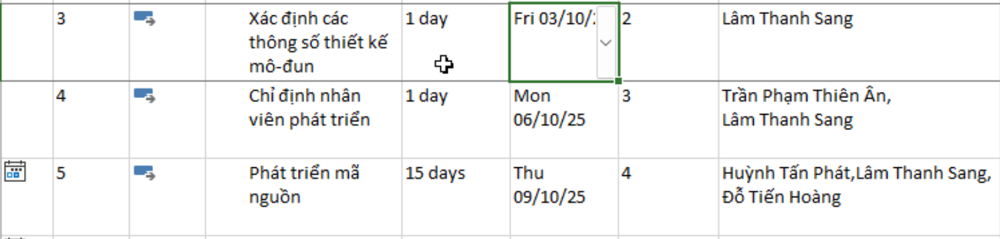 3 Xác định các 1 day Fri 03/10/ 2 Lâm Thanh Sang
thông số thiết kế
mô-đun
4 Chỉ định nhân 1 day Mon 3 Trần Phạm Thiên Ân,
viên phát triển 06/10/25 Lâm Thanh Sang
5 Phát triển mã 15 days Thu 4 Huỳnh Tấn Phát,Lâm Thanh Sang,
nguồn 09/10/25 Đỗ Tiến Hoàng